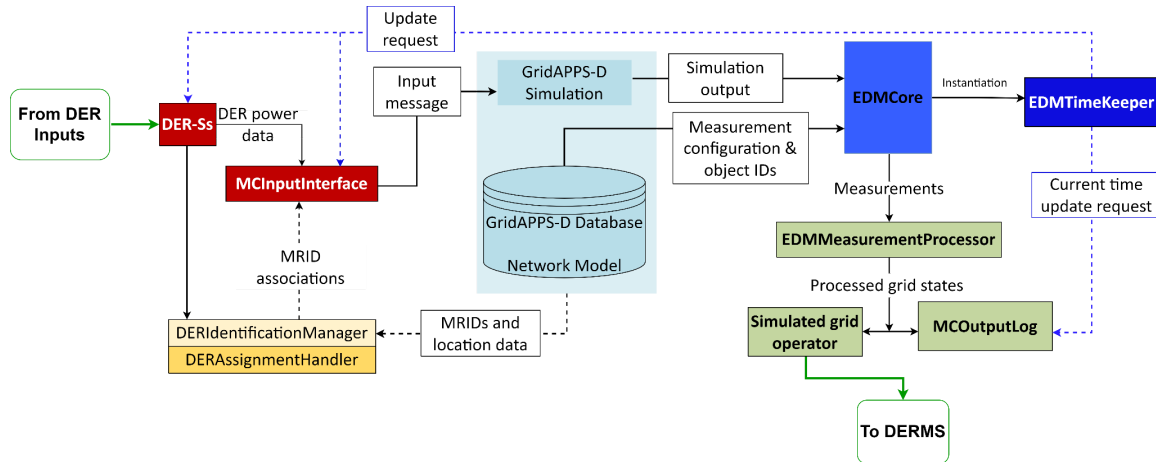 Update
request
From DER
Inputs
DER-Ss
DER power
data
MCInputInterface
Input
message
GridAPPS-D
Simulation
Simulation
output
EDMCore
Instantiation
EDMTimeKeeper
Measurement
configuration &
object IDs
GridAPPS-D Database
Network Model
Measurements
Current time
update request
EDMMeasurementProcessor
MRID
associations
Processed grid states
DERIdentificationManager
DERAssignmentHandler
MRIDs and
location data
Simulated grid
operator
MCOutputLog
To DERMS